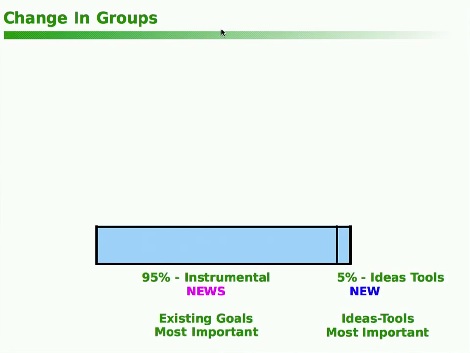 Change In Groups
95% - Instrumental 5% - Ideas Tools
NEWS NEW
Existing Goals Ideas-Tools
Most Important Most Important